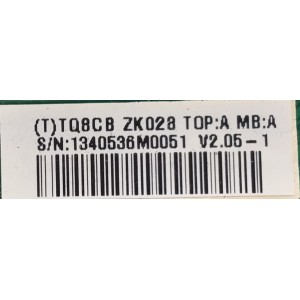 (T)TQ8CB ZK028 TOP:A MB:A
S/N:1340536M0051 V2.05-1